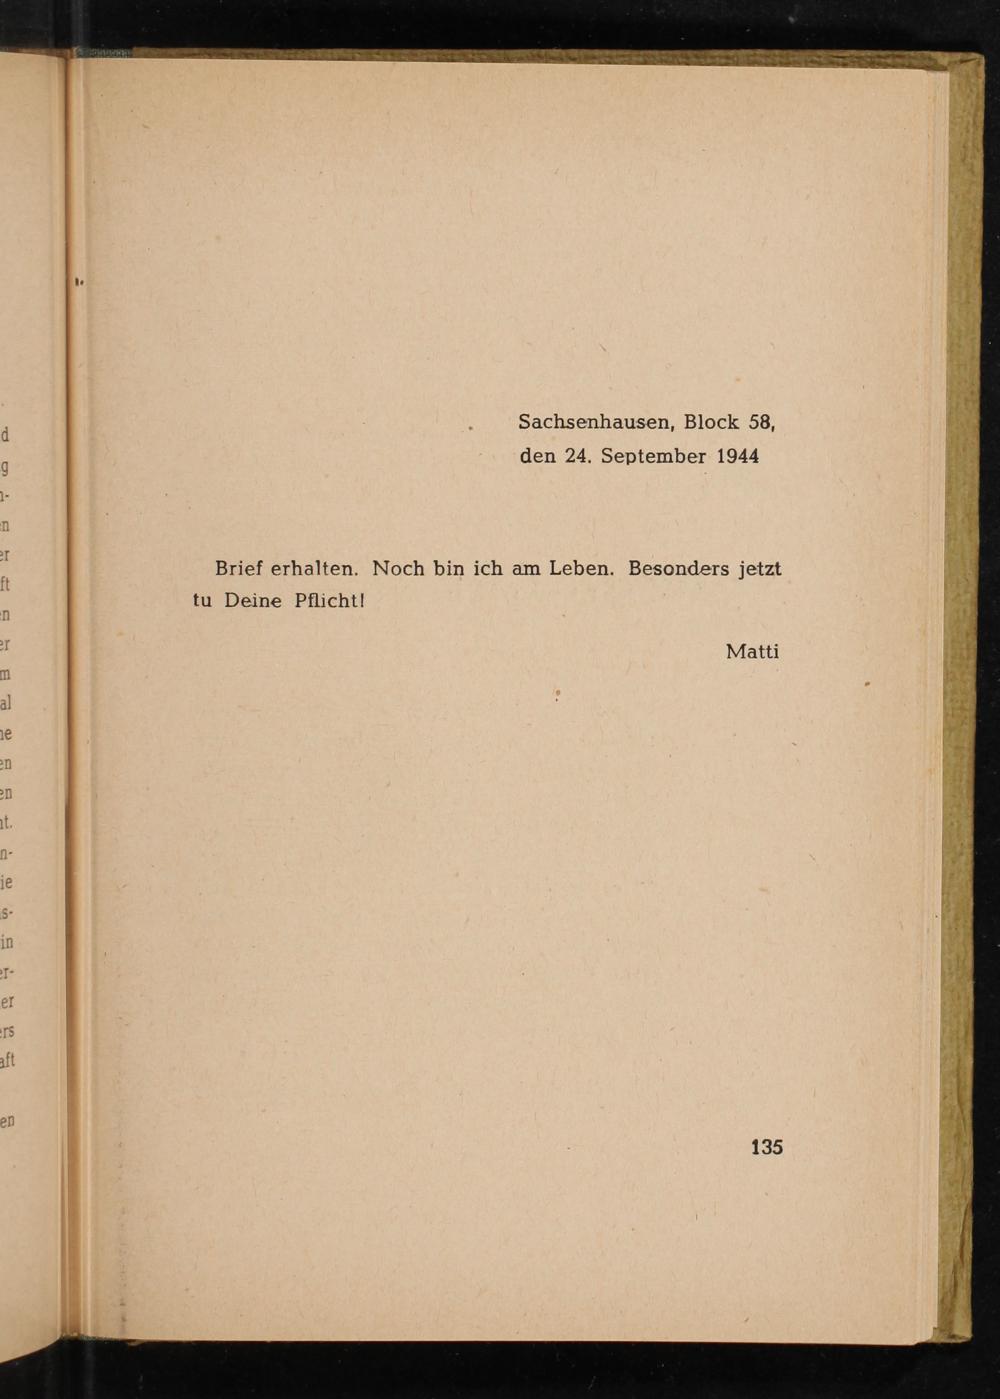 Sachsenhausen, Block 58,
den 24. September 1944
Brief erhalten. Noch bin ich am Leben. Besonders jetzt
tu Deine Pflicht!
Matti
135